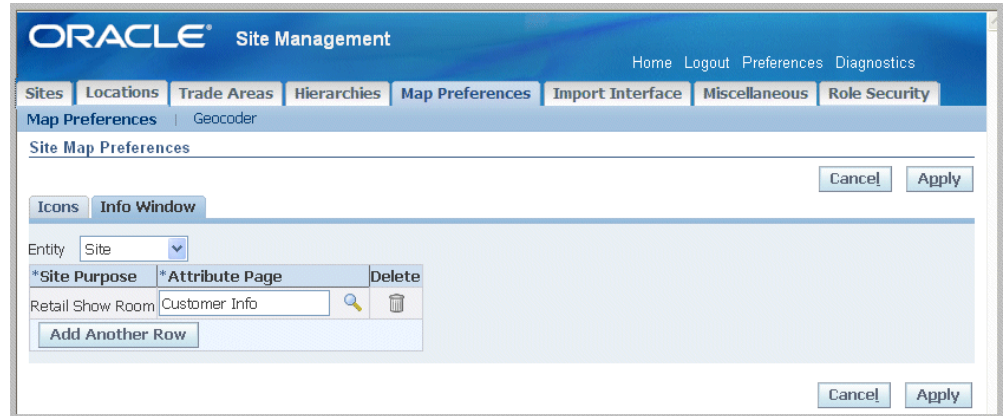 ORACLE® Site Management
Home Logout Preferences Diagnostics
Sites Locations Trade Areas Hierarchies Map Preferences Import Interface Miscellaneous Role Security
Map Preferences | Geocoder
Site Map Preferences
Cancel Apply
Icons Info Window
Entity Site
*Site Purpose *Attribute Page Delete
Retail Show Room Customer Info
Add Another Row
Cancel Apply